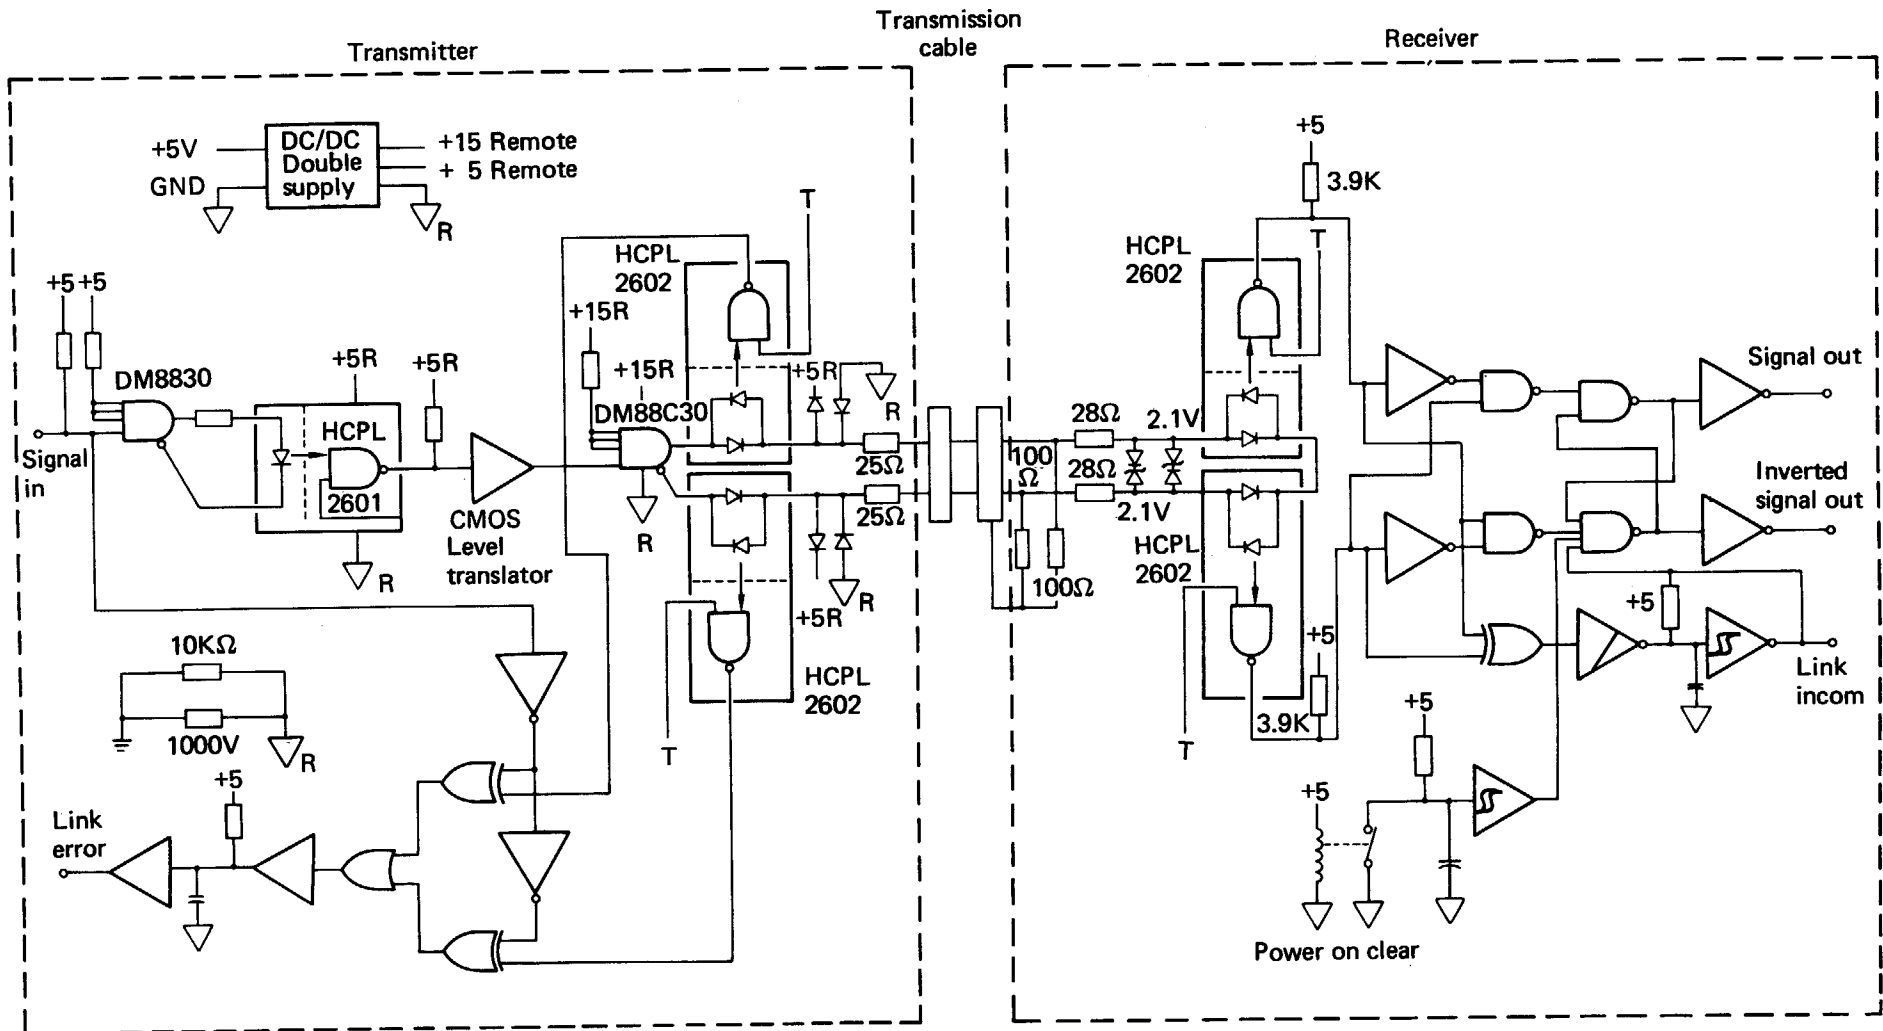 Transmission
cable
Transmitter
Receiver
+5V
GND
DC/DC
Double
supply
+15 Remote
+ 5 Remote
R
T
+5
3.9K
T
HCPL
2602
HCPL
2602
+5 +5
+15R
+5R
+5R
+15R
+5R
R
DM8830
DM88C30
HCPL
2601
Signal
in
25Ω
25Ω
100
Ω
28Ω
28Ω
2.1V
2.1V
Signal out
Inverted
signal out
CMOS
Level
translator
R
R
R
+5R
HCPL
2602
100Ω
HCPL
2602
+5
+5
Link
incom
10KΩ
1000V
R
HCPL
2602
T
T
3.9K
+5
+5
+5
Link
error
Power on clear